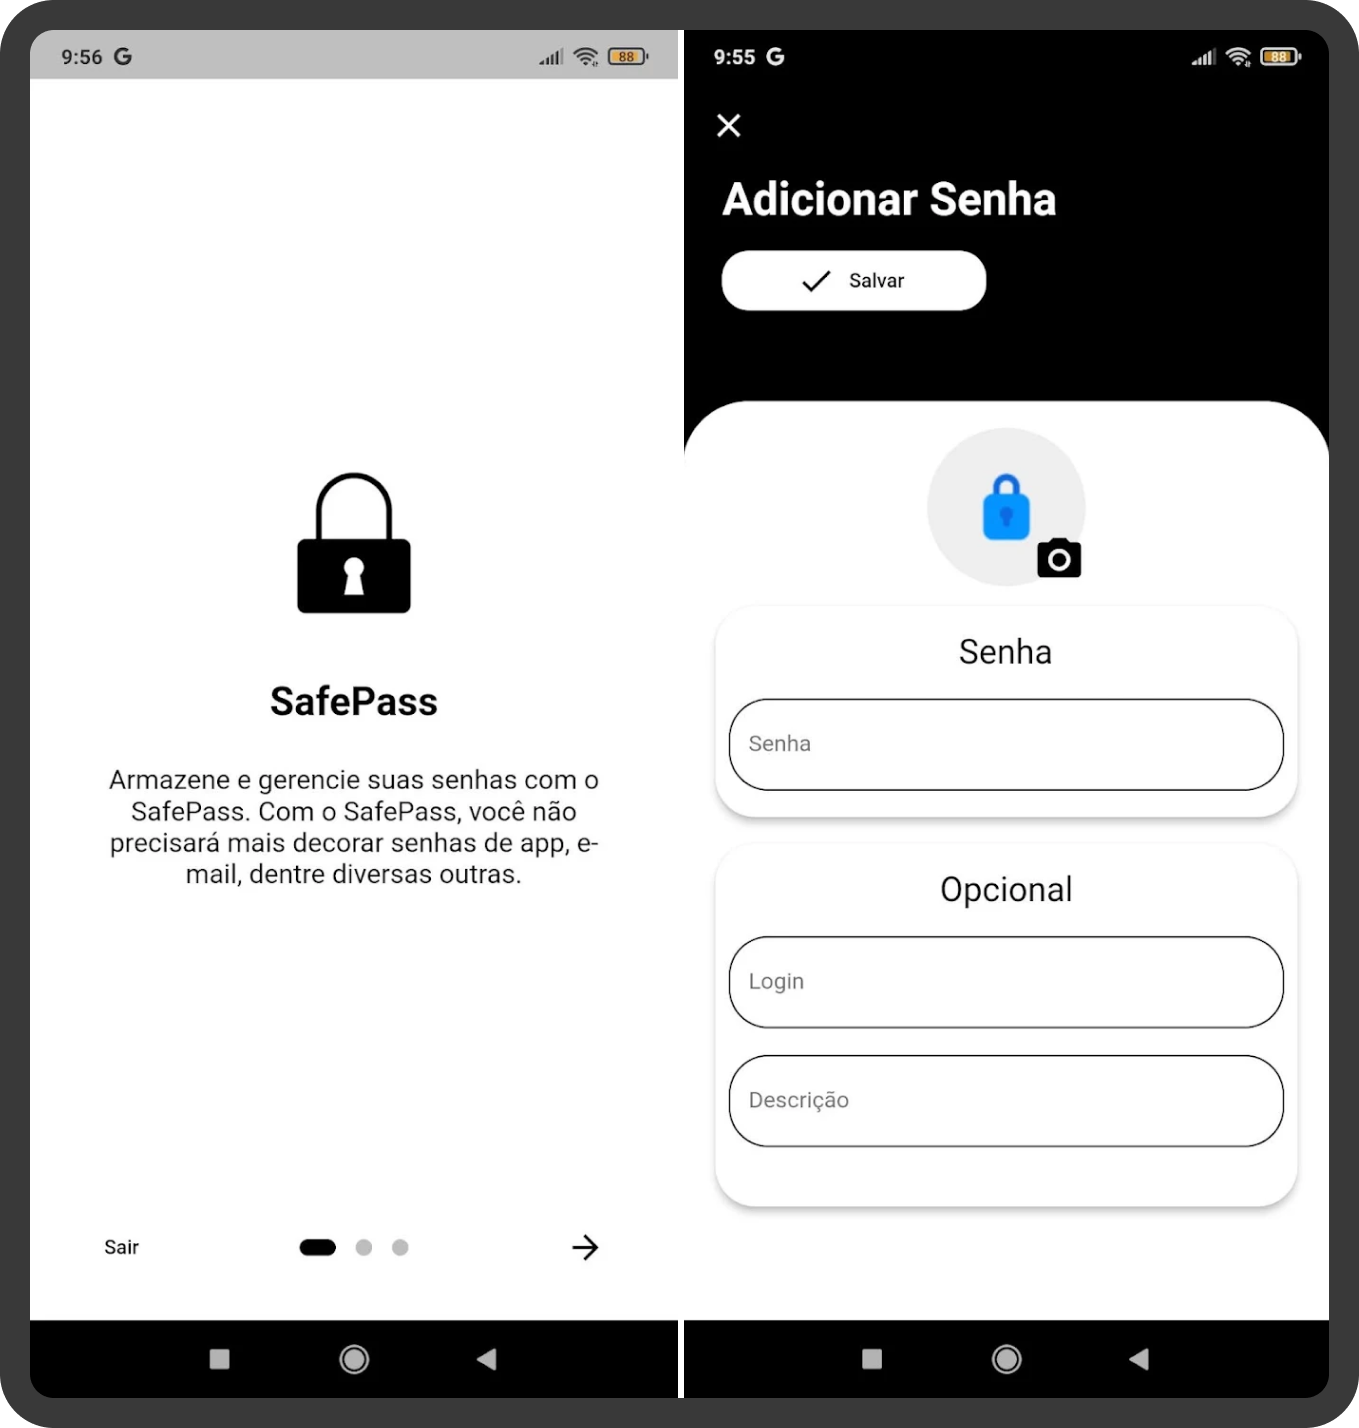 9:56 G
88
SafePass
Armazene e gerencie suas senhas com o
SafePass. Com o SafePass, você não
precisará mais decorar senhas de app, e-
mail, dentre diversas outras.
Sair
9:55 G
88
Adicionar Senha
Salvar
Senha
Senha
Opcional
Login
Descrição